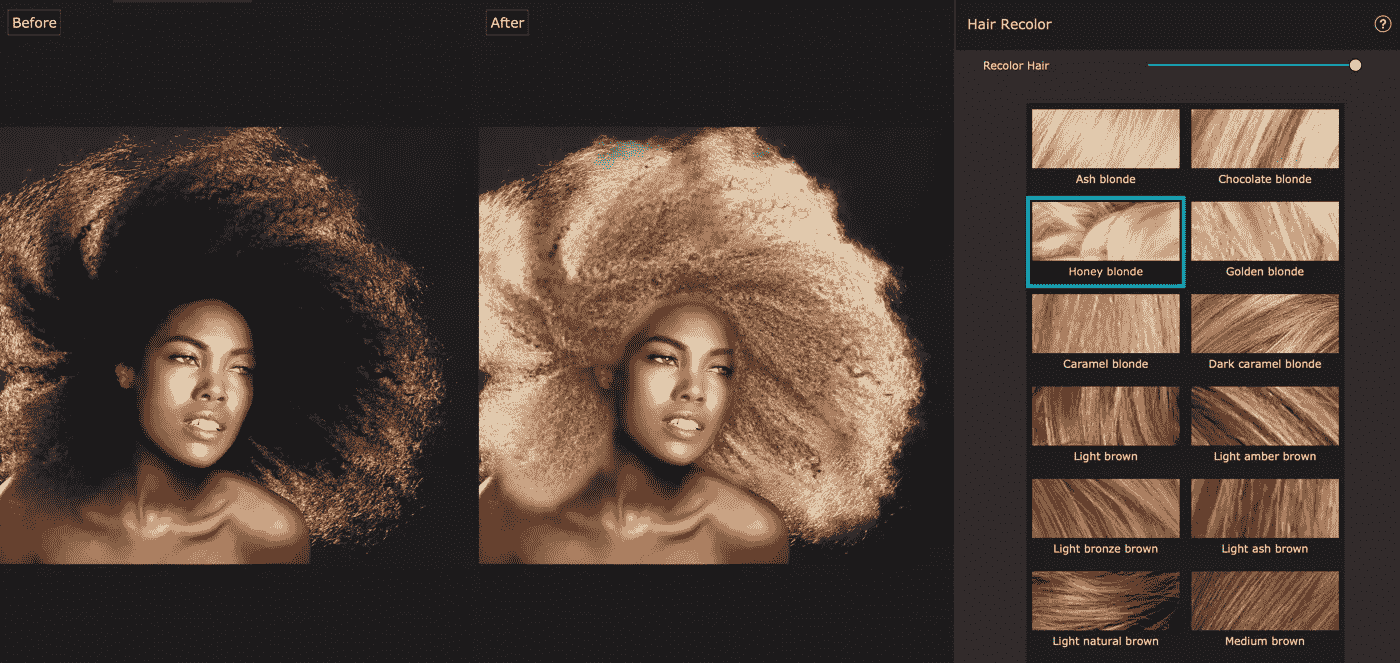 Before
After
Hair Recolor
?
Recolor Hair
Ash blonde
Chocolate blonde
Honey blonde
Golden blonde
Caramel blonde
Dark caramel blonde
Light brown
Light amber brown
Light bronze brown
Light ash brown
Light natural brown
Medium brown